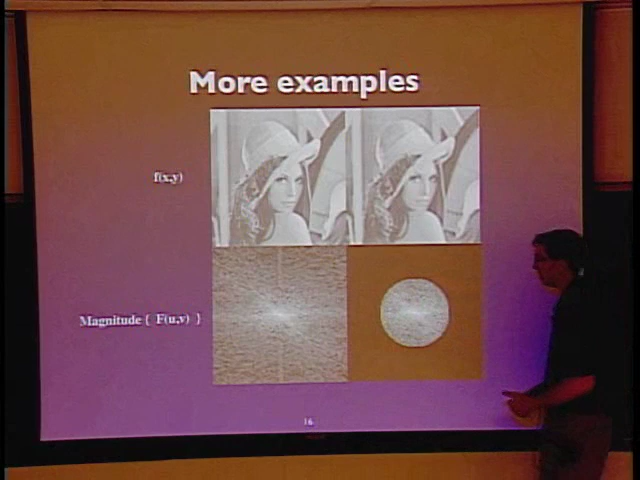 More examples
f(x,y)
Magnitude { F(u,v) }
16